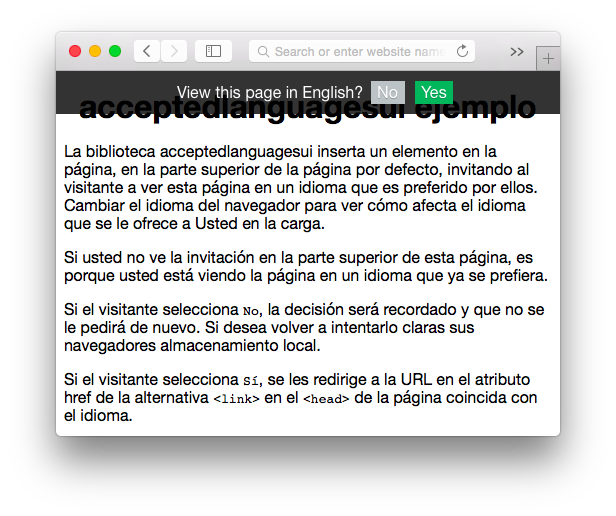 Search or enter website name
View this page in English? No Yes
acceptedlanguagesui ejemplo
La biblioteca acceptedlanguagesui inserta un elemento en la
página, en la parte superior de la página por defecto, invitando al
visitante a ver esta página en un idioma que es preferido por ellos.
Cambiar el idioma del navegador para ver cómo afecta el idioma
que se le ofrece a Usted en la carga.
Si usted no ve la invitación en la parte superior de esta página, es
porque usted está viendo la página en un idioma que ya se prefiera.
Si el visitante selecciona No, la decisión será recordado y que no se
le pedirá de nuevo. Si desea volver a intentarlo claras sus
navegadores almacenamiento local.
Si el visitante selecciona Sí, se les redirige a la URL en el atributo
href de la alternativa <link> en el <head> de la página coincida con
el idioma.